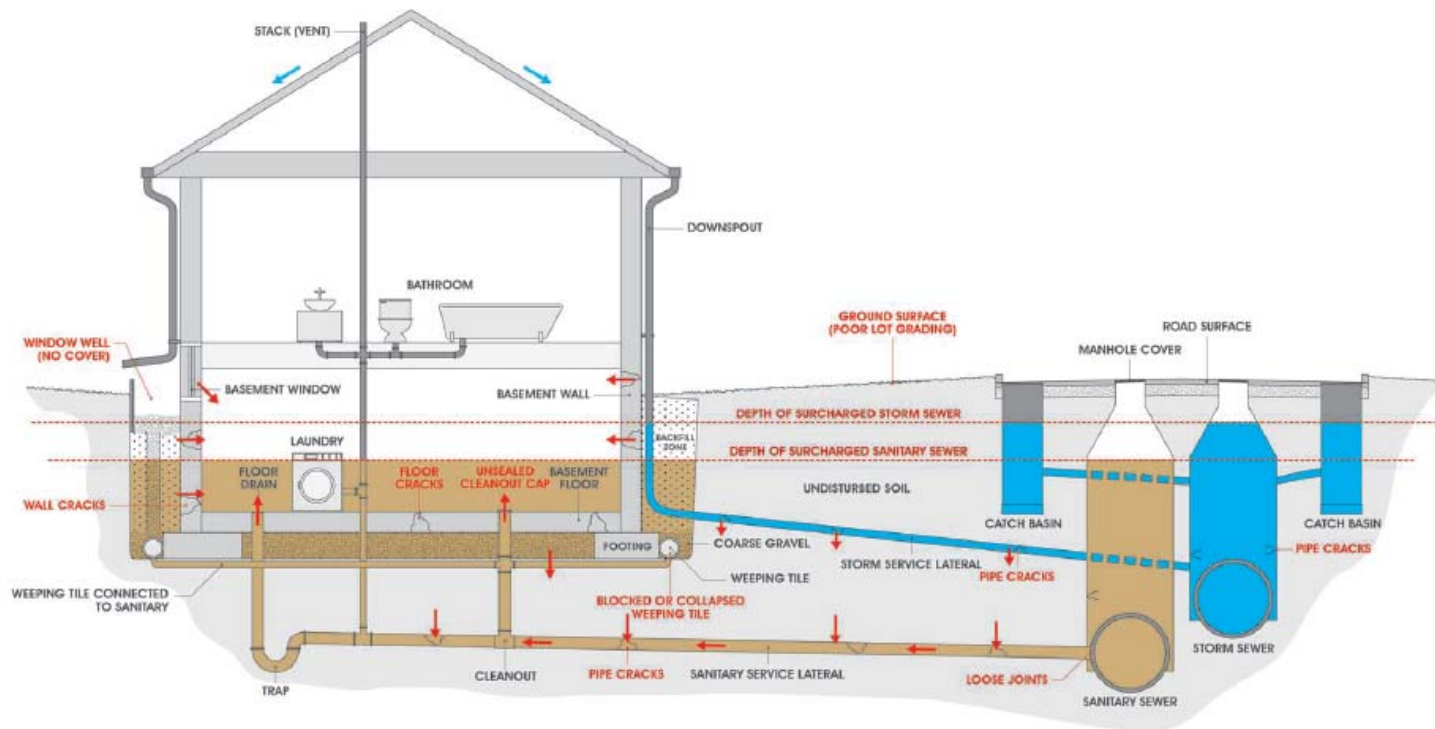 STACK (VENT)
DOWNSPOUT
BATHROOM
GROUND SURFACE
(POOR LOT GRADING)
ROAD SURFACE
MANHOLE COVER
WINDOW WELL
(NO COVER)
BASEMENT WINDOW
BASEMENT WALL
DEPTH OF SURCHARGED STORM SEWER
BACKFILL
ZONE
LAUNDRY
DEPTH OF SURCHARGED SANITARY SEWER
FLOOR
DRAIN
FLOOR
CRACKS
UNSEALED
CLEANOUT CAP
BASEMENT
FLOOR
UNDISTURBED SOIL
WALL CRACKS
CATCH BASIN
CATCH BASIN
FOOTING
COARSE GRAVEL
STORM SERVICE LATERAL
PIPE CRACKS
PIPE CRACKS
WEEPING TILE
WEEPING TILE CONNECTED
TO SANITARY
BLOCKED OR COLLAPSED
WEEPING TILE
STORM SEWER
TRAP
CLEANOUT
PIPE CRACKS
SANITARY SERVICE LATERAL
LOOSE JOINTS
SANITARY SEWER